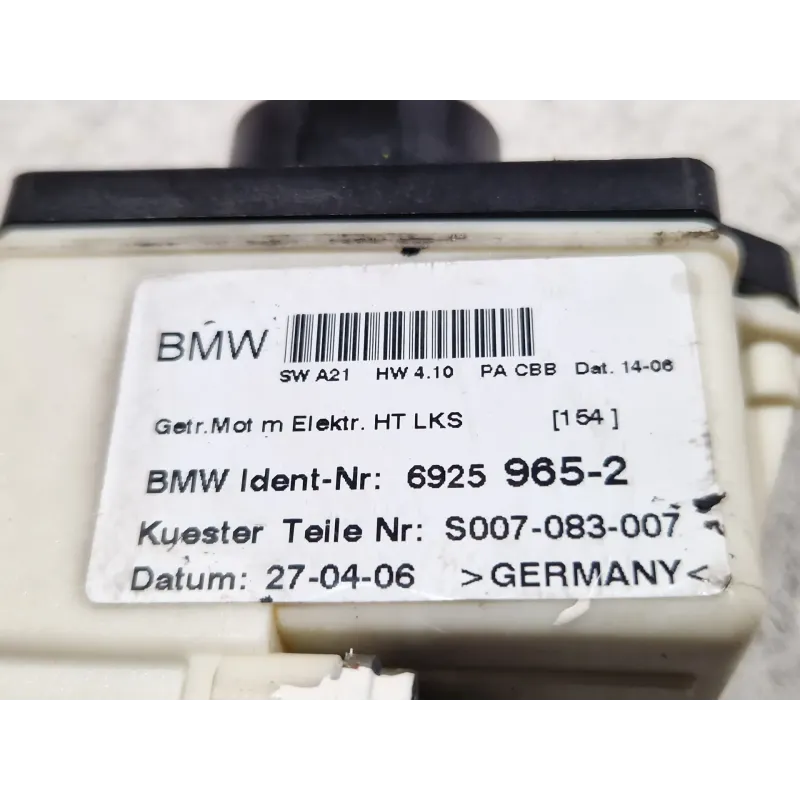 BMW
SW A21 HW 4.10 PA CBB Dat. 14-06
Getr.Mot m Elektr. HT LKS [154]
BMW Ident-Nr: 6925 965-2
Kuester Teile Nr: S007-083-007
Datum: 27-04-06 >GERMANY<